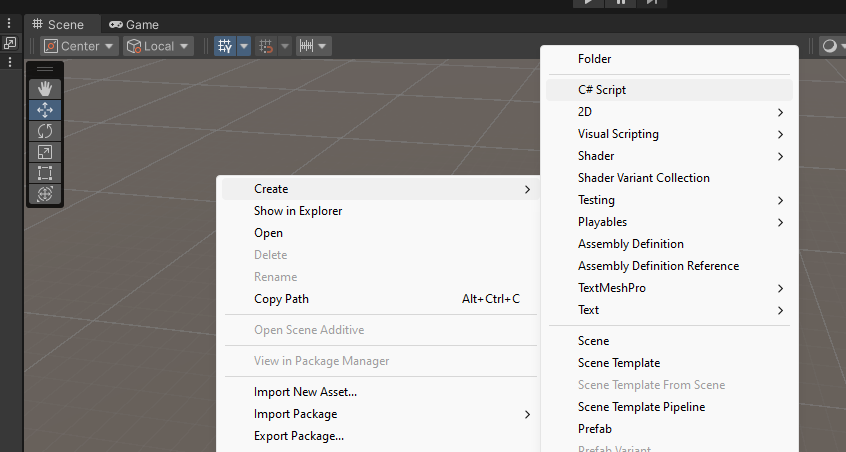 Scene
Game
Center
Local
Folder
C# Script
2D
Visual Scripting
Shader
Shader Variant Collection
Testing
Playables
Assembly Definition
Assembly Definition Reference
TextMeshPro
Text
Scene
Scene Template
Scene Template From Scene
Scene Template Pipeline
Prefab
Prefab Variant
Create
Show in Explorer
Open
Delete
Rename
Copy Path Alt+Ctrl+C
Open Scene Additive
View in Package Manager
Import New Asset...
Import Package
Export Package...